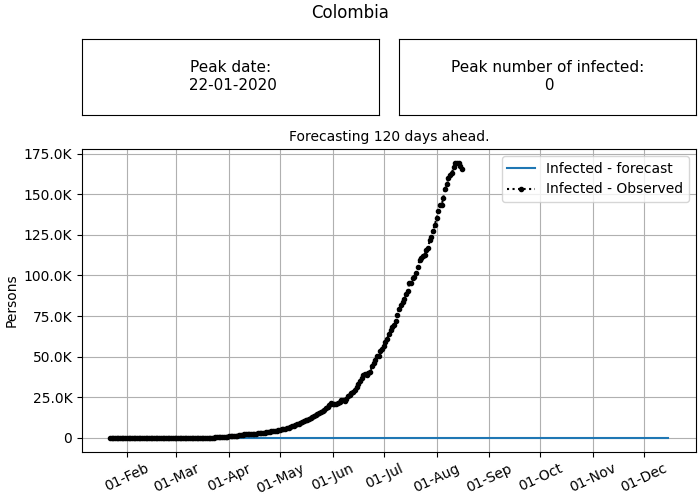 Colombia
Peak date:
22-01-2020
Peak number of infected:
0
Forecasting 120 days ahead.
Infected - forecast
Infected - Observed
Persons
175.0K
150.0K
125.0K
100.0K
75.0K
50.0K
25.0K
0
01-Feb
01-Mar
01-Apr
01-May
01-Jun
01-Jul
01-Aug
01-Sep
01-Oct
01-Nov
01-Dec